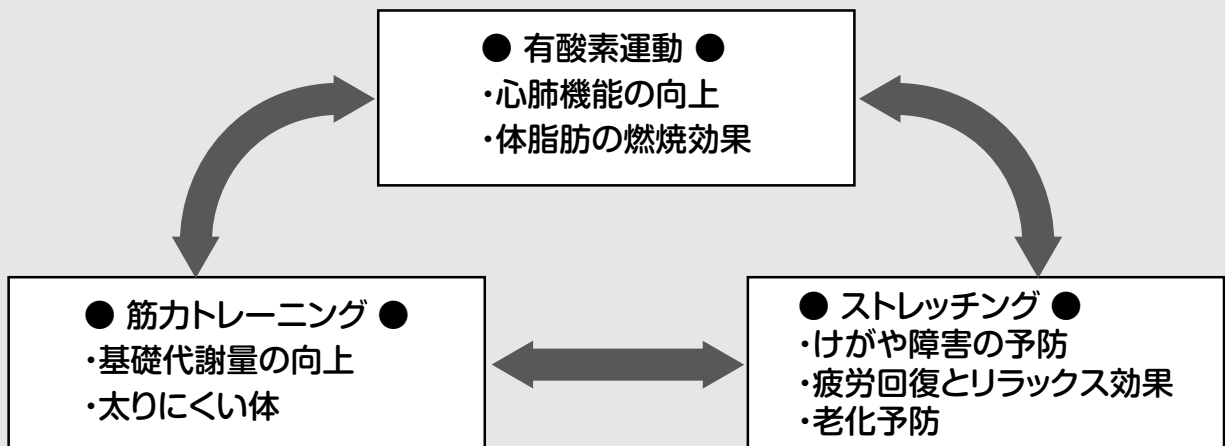 ● 有酸素運動 ●
・心肺機能の向上
・体脂肪の燃焼効果
● 筋力トレーニング ●
・基礎代謝量の向上
・太りにくい体
● ストレッチング ●
・けがや障害の予防
・疲労回復とリラックス効果
・老化予防